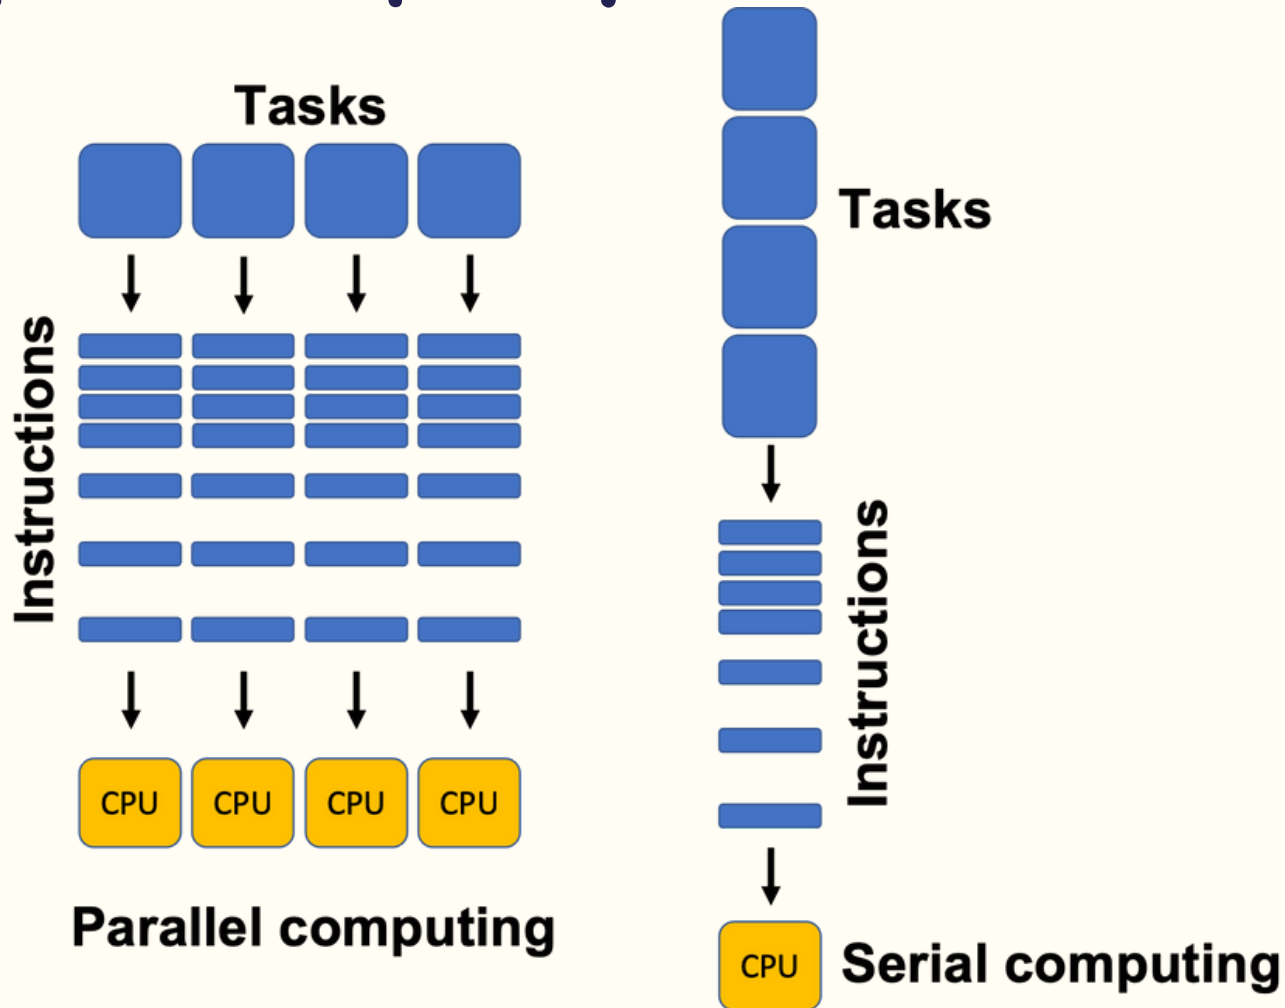 Tasks
Instructions
CPU CPU CPU CPU
Parallel computing
Tasks
Instructions
CPU
Serial computing